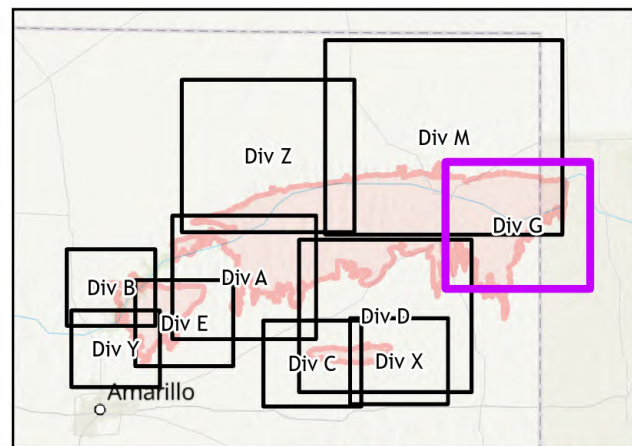 Div M
Div Z
Div G
Div A
Div B
Div E
Div D
Div Y
Div C
Div X
Amarillo